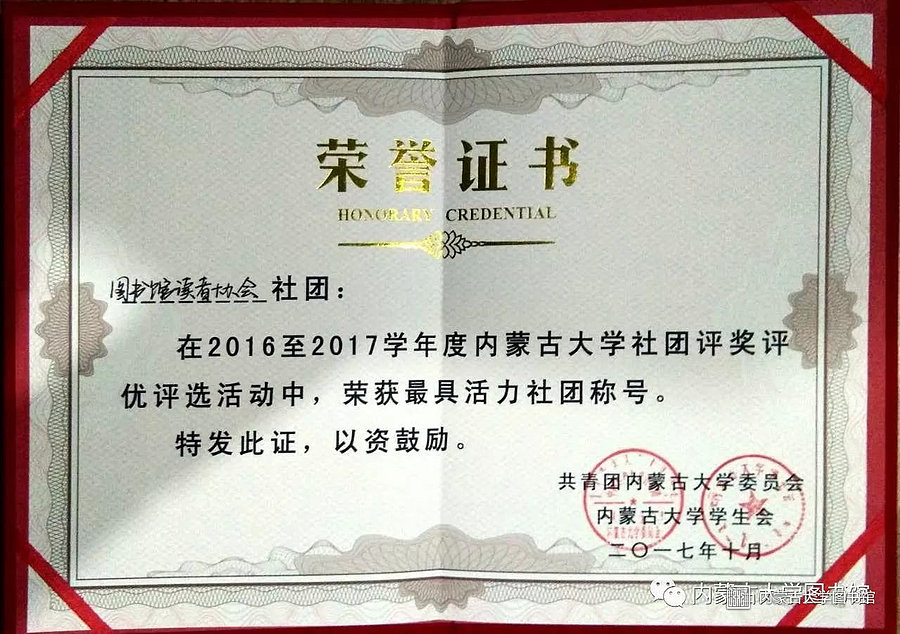 荣誉证书
HONORARY CREDENTIAL
图书馆读者协会 社团：
在2016至2017学年度内蒙古大学社团评奖评
优评选活动中，荣获最具活力社团称号。
特发此证，以资鼓励。
共青团内蒙古大学委员会
内蒙古大学学生会
二〇一七年十月
内蒙古大学图书馆